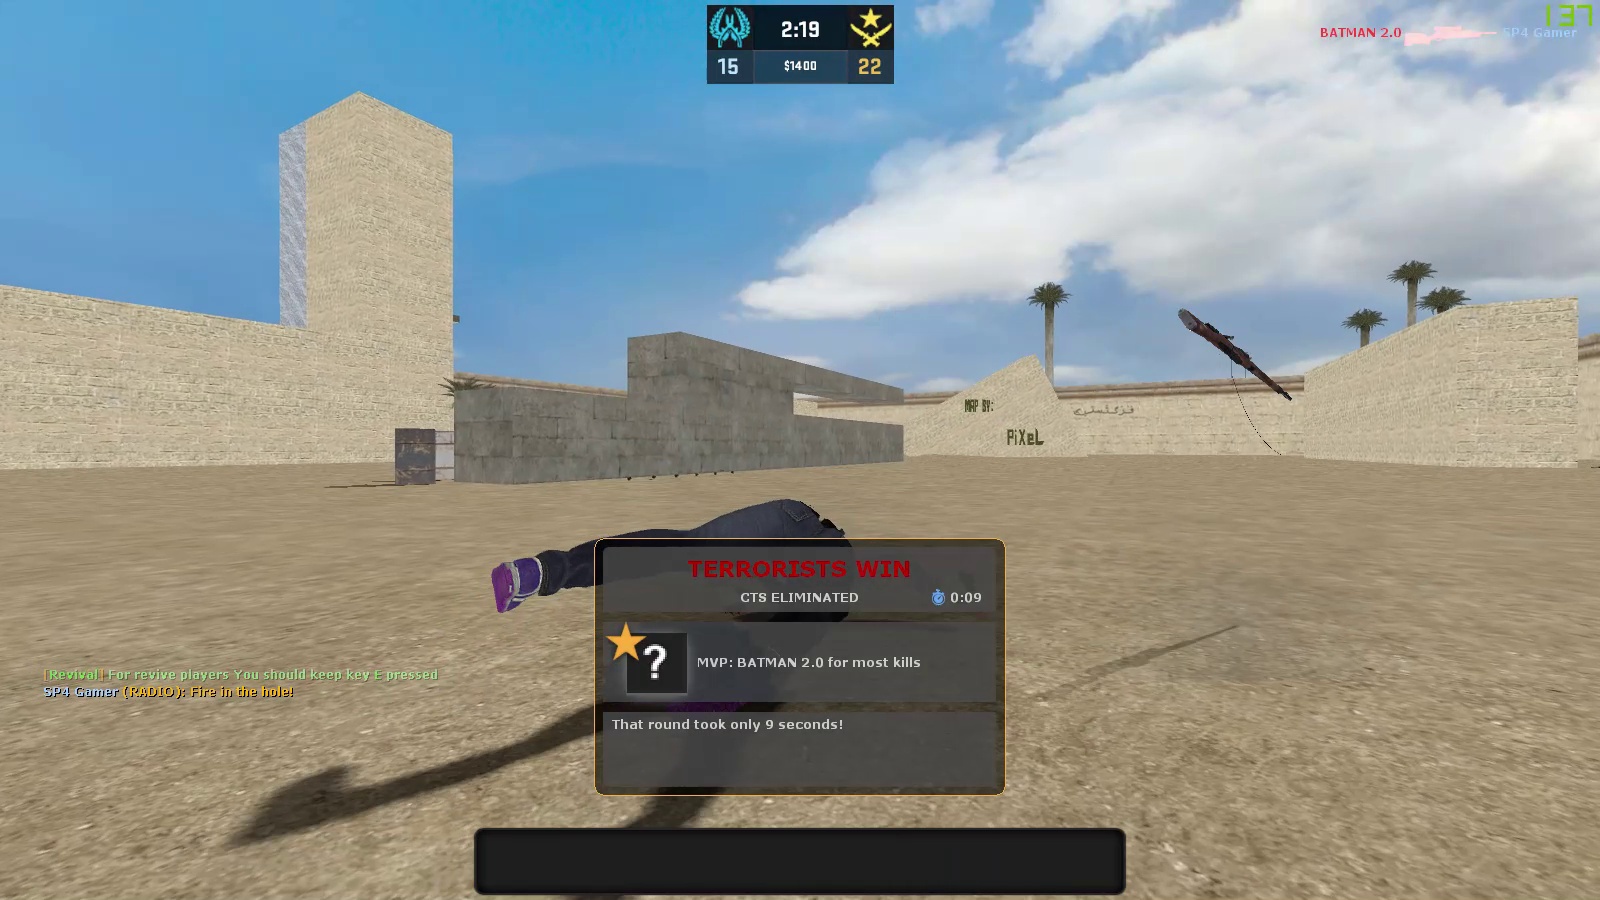 137
2:19
15 $1400 22
BATMAN 2.0 SP4 Gamer
MAP BY:
PiXeL
TERRORISTS WIN
CTS ELIMINATED 0:09
?
MVP: BATMAN 2.0 for most kills
That round took only 9 seconds!
[Revival] For revive players You should keep key E pressed
SP4 Gamer (RADIO): Fire in the hole!